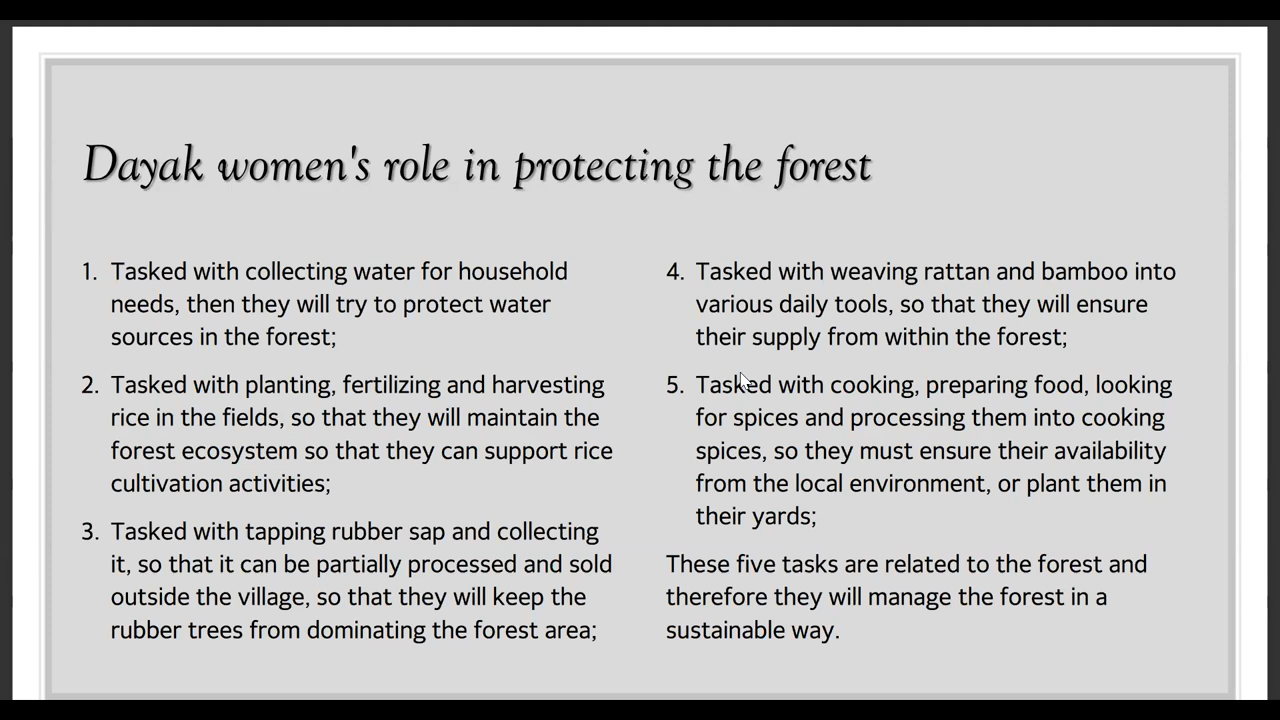 Dayak women's role in protecting the forest
1. Tasked with collecting water for household
needs, then they will try to protect water
sources in the forest;
2. Tasked with planting, fertilizing and harvesting
rice in the fields, so that they will maintain the
forest ecosystem so that they can support rice
cultivation activities;
3. Tasked with tapping rubber sap and collecting
it, so that it can be partially processed and sold
outside the village, so that they will keep the
rubber trees from dominating the forest area;
4. Tasked with weaving rattan and bamboo into
various daily tools, so that they will ensure
their supply from within the forest;
5. Tasked with cooking, preparing food, looking
for spices and processing them into cooking
spices, so they must ensure their availability
from the local environment, or plant them in
their yards;
These five tasks are related to the forest and
therefore they will manage the forest in a
sustainable way.